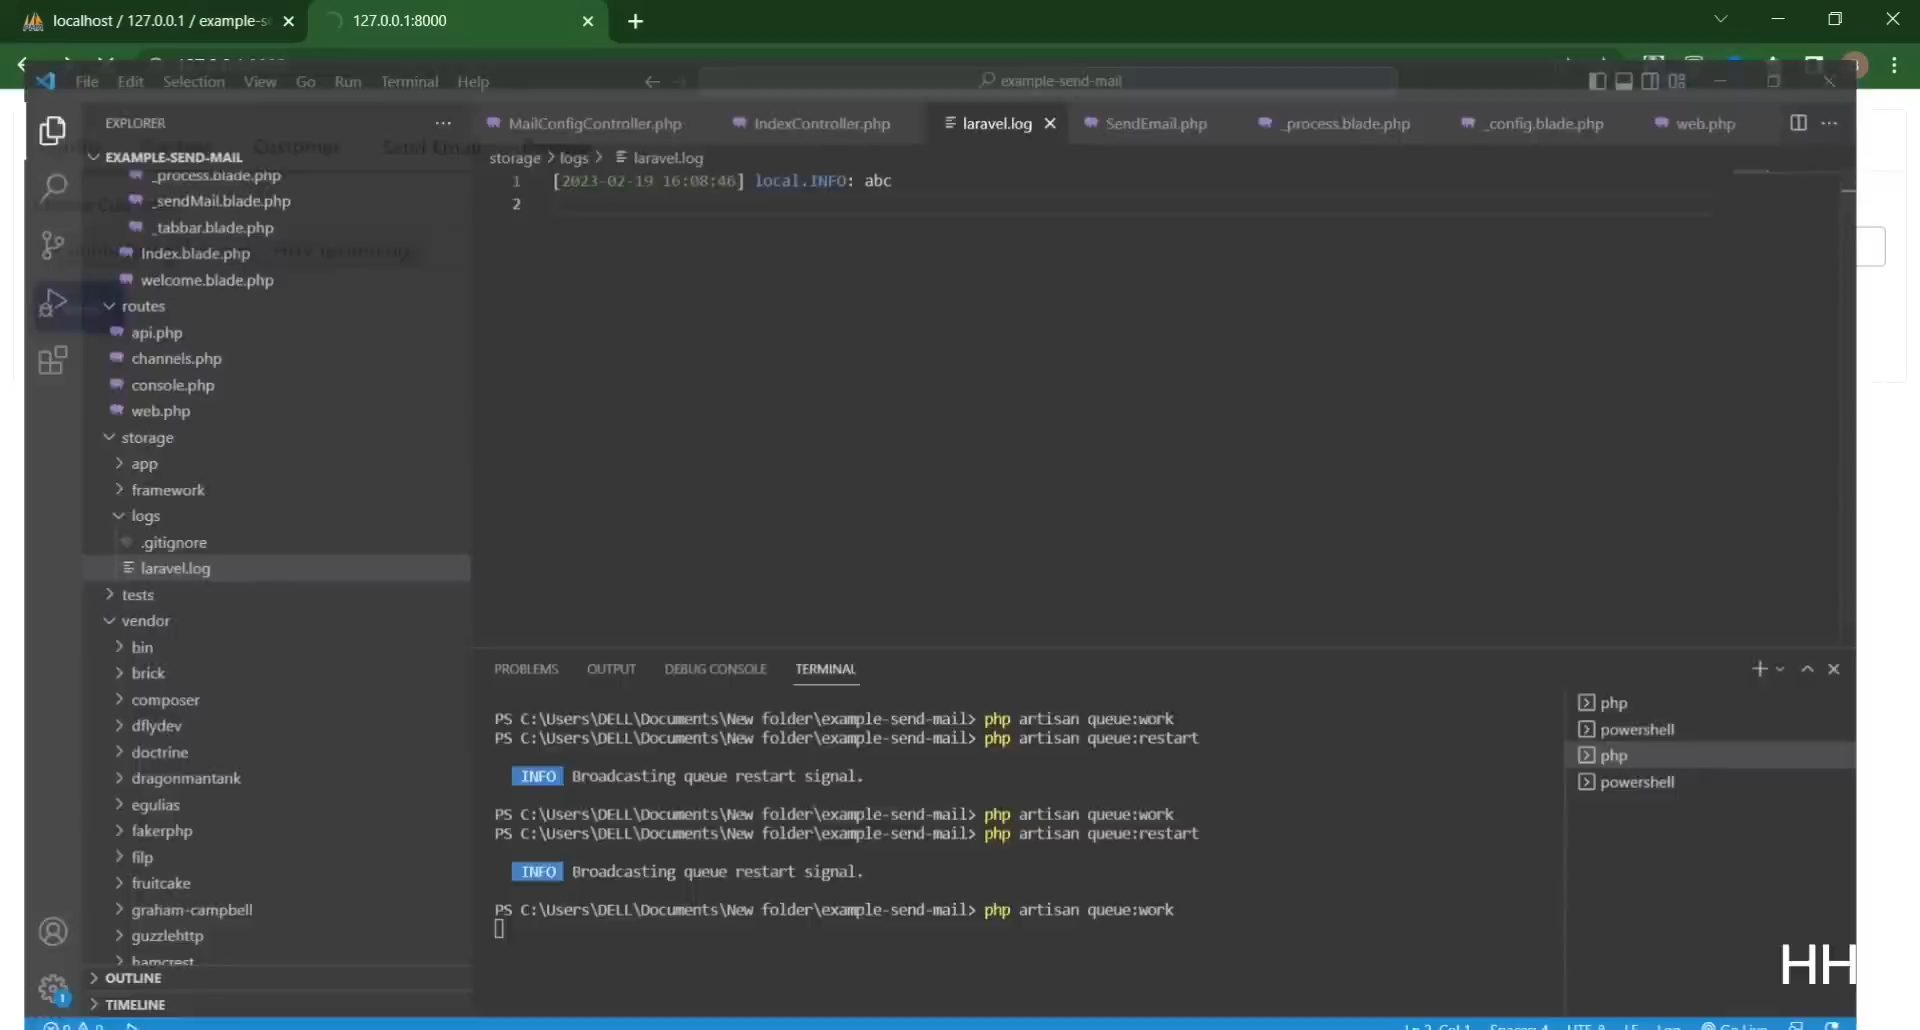 localhost / 127.0.0.1 / example-se
127.0.0.1:8000
File Edit Selection View Go Run Terminal Help
example-send-mail
EXPLORER
MailConfigController.php
IndexController.php
laravel.log
SendEmail.php
_process.blade.php
_config.blade.php
web.php
Customer
Send Email
EXAMPLE-SEND-MAIL
storage > logs > laravel.log
_process.blade.php
_sendMail.blade.php
_tabbar.blade.php
Index.blade.php
welcome.blade.php
routes
api.php
channels.php
console.php
web.php
storage
app
framework
logs
.gitignore
laravel.log
tests
vendor
bin
brick
composer
dflydev
doctrine
dragonmantank
egulias
fakerphp
filp
fruitcake
graham-campbell
guzzlehttp
hamcrest
OUTLINE
TIMELINE
1 [2023-02-19 16:08:46] local.INFO: abc
2
PROBLEMS OUTPUT DEBUG CONSOLE TERMINAL
PS C:\Users\DELL\Documents\New folder\example-send-mail> php artisan queue:work
PS C:\Users\DELL\Documents\New folder\example-send-mail> php artisan queue:restart
INFO Broadcasting queue restart signal.
PS C:\Users\DELL\Documents\New folder\example-send-mail> php artisan queue:work
PS C:\Users\DELL\Documents\New folder\example-send-mail> php artisan queue:restart
INFO Broadcasting queue restart signal.
PS C:\Users\DELL\Documents\New folder\example-send-mail> php artisan queue:work
php
powershell
php
powershell
HH
1